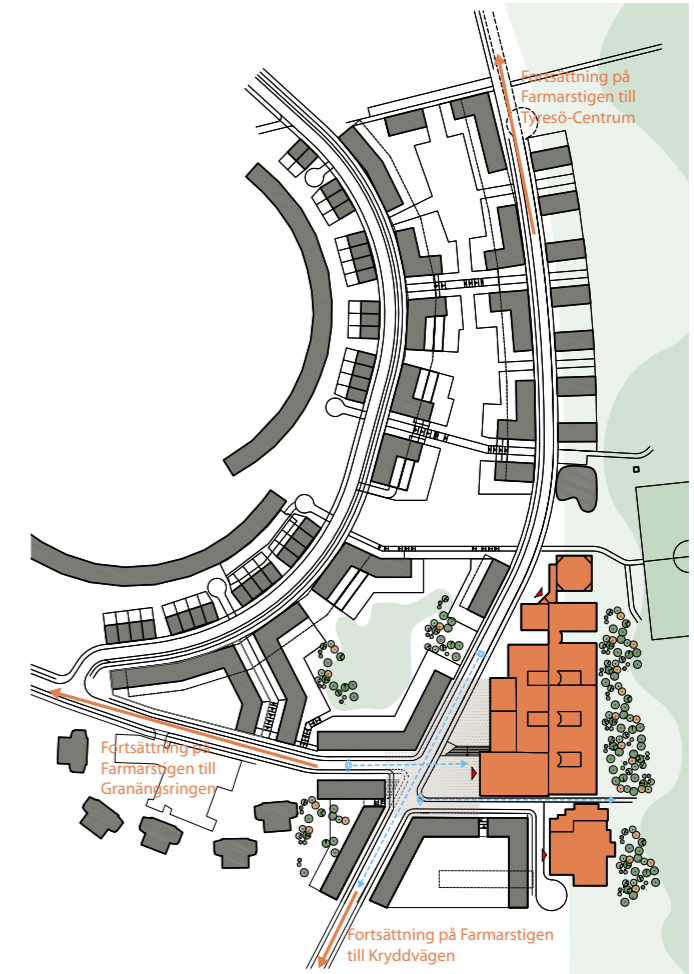 Fortsättning på
Farmarstigen till
Tyresö-Centrum
Fortsättning på
Farmarstigen till
Granängsringen
Fortsättning på Farmarstigen
till Kryddvägen